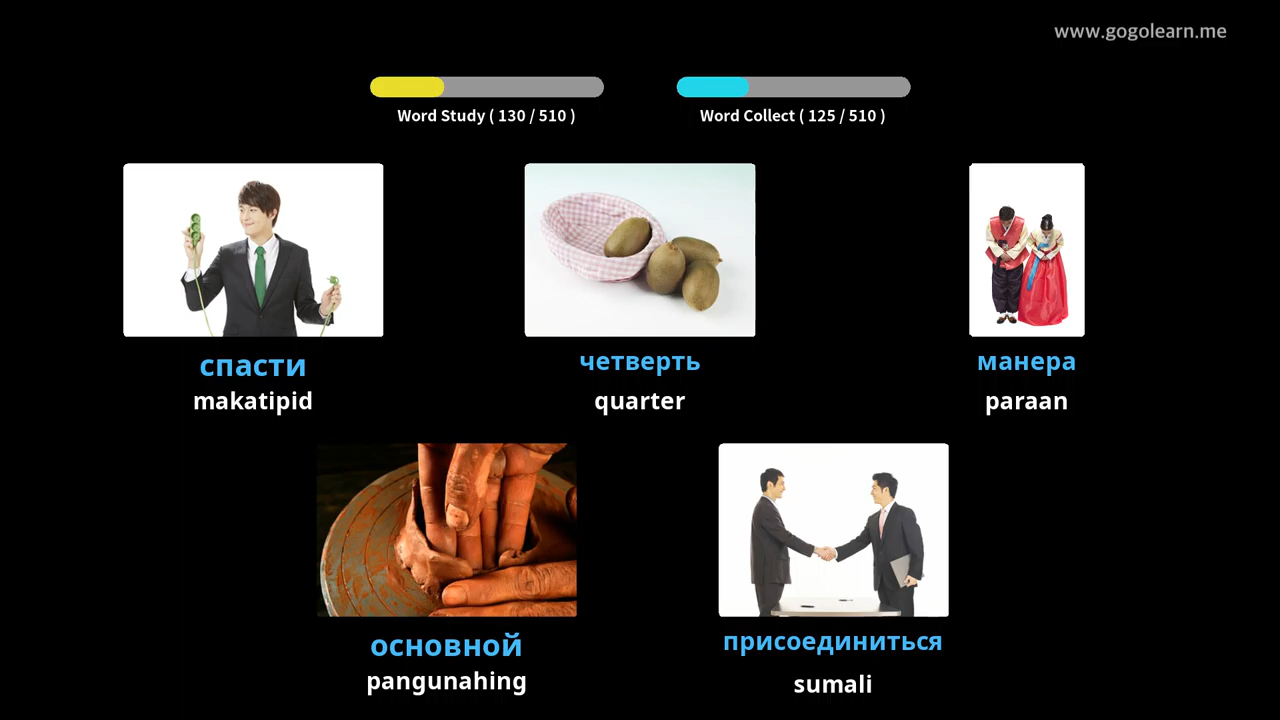 www.gogolearn.me
Word Study ( 130 / 510 )
Word Collect ( 125 / 510 )
спасти
makatipid
четверть
quarter
манера
paraan
основной
pangunahing
присоединиться
sumali